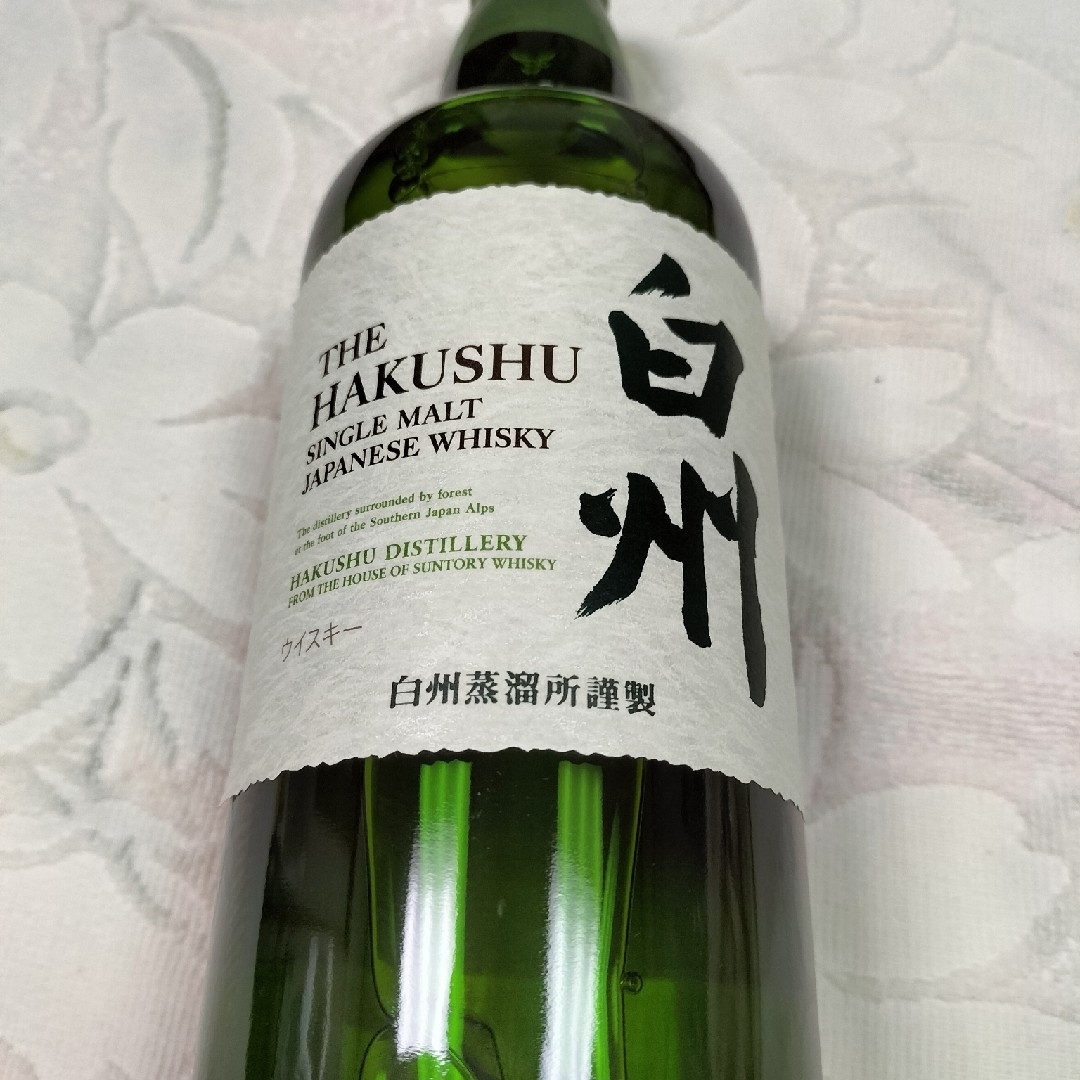 THE
HAKUSHU
SINGLE MALT
JAPANESE WHISKY
The distillery surrounded by forest
at the foot of the Southern Japan Alps
HAKUSHU DISTILLERY
FROM THE HOUSE OF SUNTORY WHISKY
ウイスキー
白州
白州蒸溜所謹製